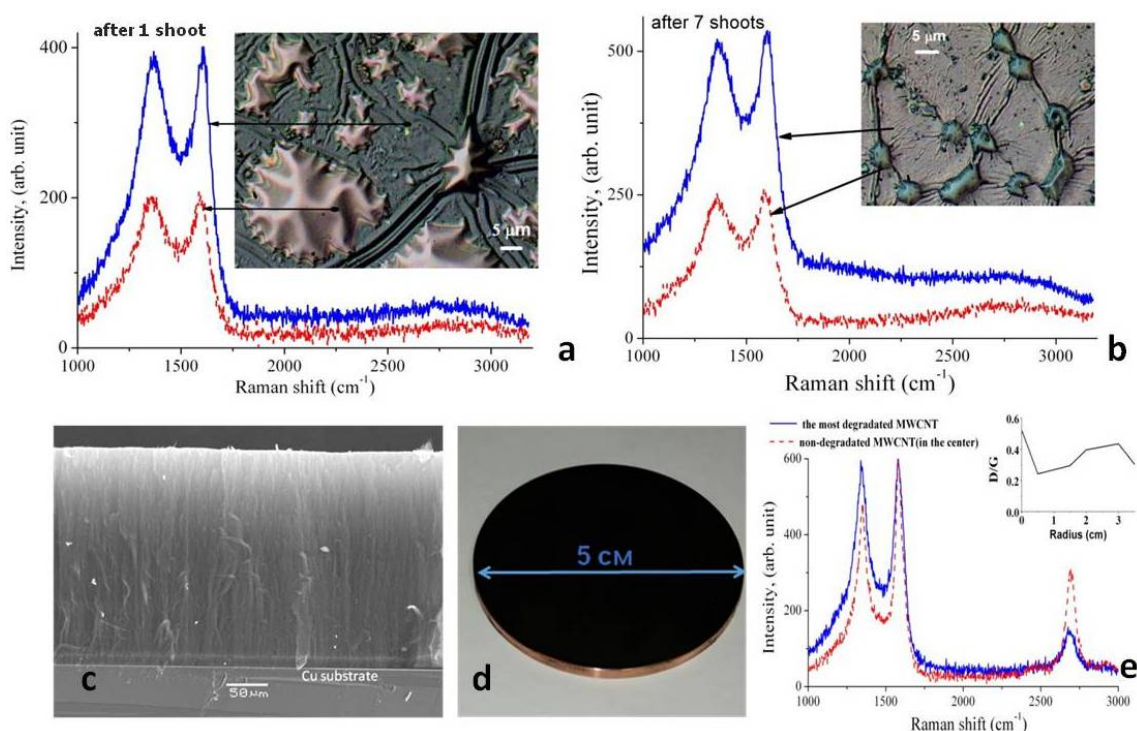 after 1 shoot
400
200
0
Intensity, (arb. unit)
5 µm
1000 1500 2000 2500 3000
Raman shift (cm-1)
a
after 7 shoots
500
250
0
Intensity, (arb. unit)
5 µm
1000 1500 2000 2500 3000
Raman shift (cm-1)
b
Cu substrate
50µm
c
5 см
d
the most degradated MWCNT
non-degradated MWCNT(in the center)
600
400
200
0
Intensity, (arb. unit)
1000 1500 2000 2500 3000
Raman shift (cm-1)
0.6
0.4
0.2
0.0
D/G
0 1 2 3
Radius (cm)
e